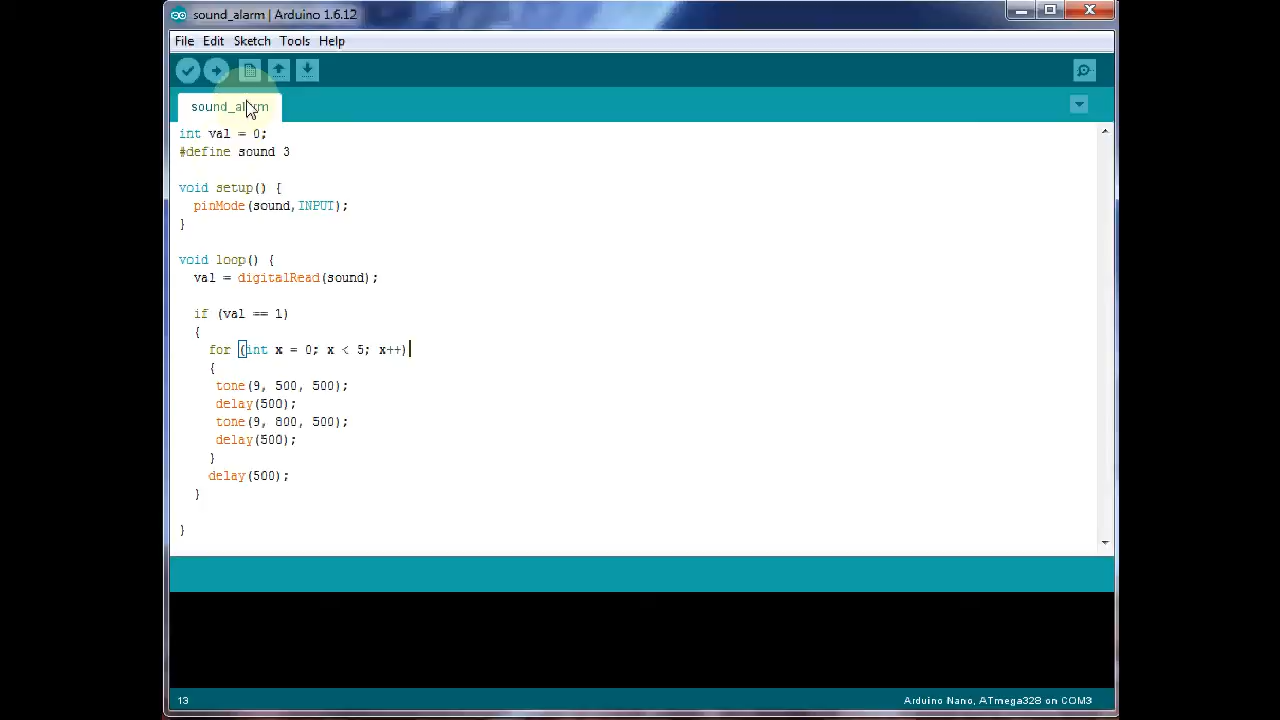 sound_alarm | Arduino 1.6.12
File Edit Sketch Tools Help
sound_alarm
int val = 0;
#define sound 3
void setup() {
pinMode(sound,INPUT);
}
void loop() {
val = digitalRead(sound);
if (val == 1)
{
for (int x = 0; x < 5; x++)
{
tone(9, 500, 500);
delay(500);
tone(9, 800, 500);
delay(500);
}
delay(500);
}
}
13 Arduino Nano, ATmega328 on COM3